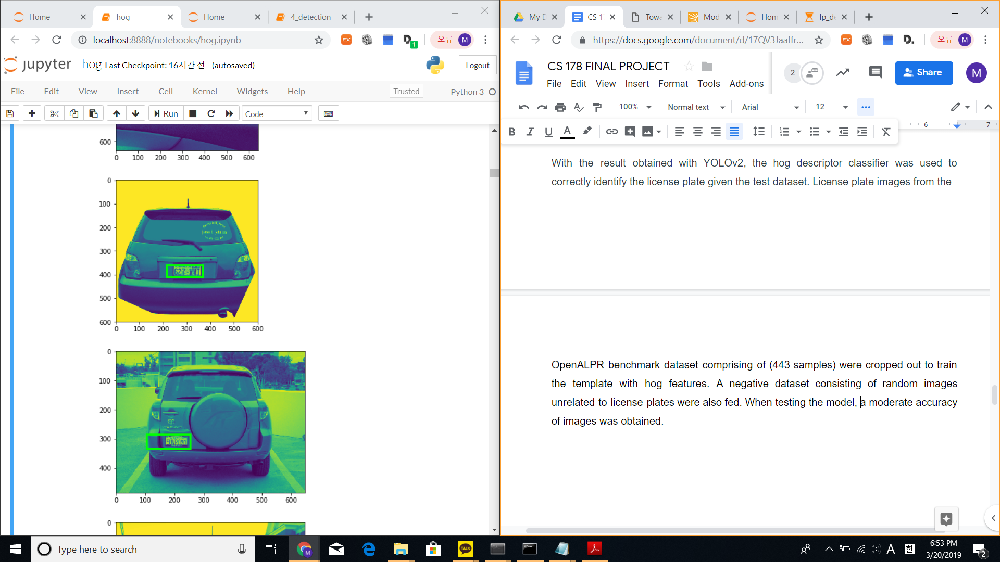 Home
hog
Home
4_detection
localhost:8888/notebooks/hog.ipynb
EX
1
오류
M
jupyter
hog Last Checkpoint: 16시간 전 (autosaved)
Logout
File Edit View Insert Cell Kernel Widgets Help
Trusted
Python 3
Run
Code
600
0 100 200 300 400 500 600
0
100
200
300
400
500
600
0 100 200 300 400 500 600
0
100
200
300
400
0 100 200 300 400 500 600
0
My D
CS 1
Towa
Mod
Hom
lp_de
https://docs.google.com/document/d/17QV3Jaaffr...
EX
D.
오류
M
CS 178 FINAL PROJECT
File Edit View Insert Format Tools Add-ons
2
Share
M
100%
Normal text
Arial
12
B I U A
6
7
With the result obtained with YOLOv2, the hog descriptor classifier was used to
correctly identify the license plate given the test dataset. License plate images from the
OpenALPR benchmark dataset comprising of (443 samples) were cropped out to train
the template with hog features. A negative dataset consisting of random images
unrelated to license plates were also fed. When testing the model, a moderate accuracy
of images was obtained.
Type here to search
M
TALK
A
한
6:53 PM
3/20/2019
2